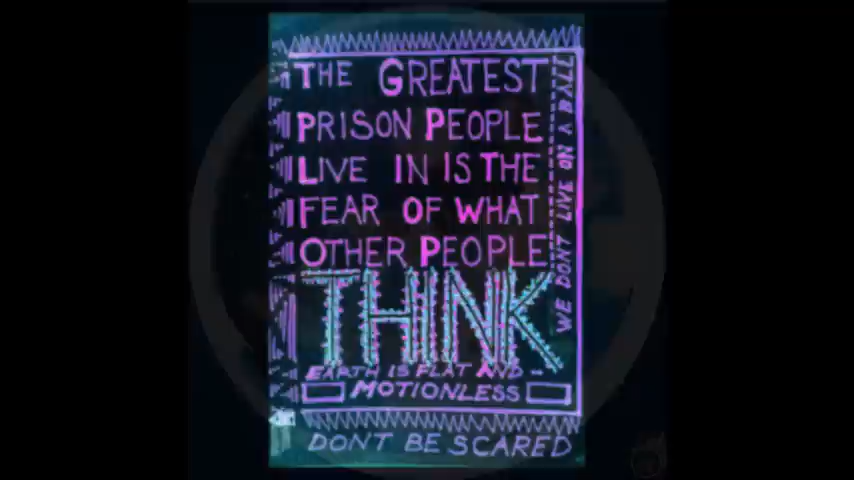 THE GREATEST
PRISON PEOPLE
LIVE IN IS THE
FEAR OF WHAT
OTHER PEOPLE
THINK
EARTH IS FLAT AND -
MOTIONLESS
DONT BE SCARED
WE DONT LIVE ON A BALL